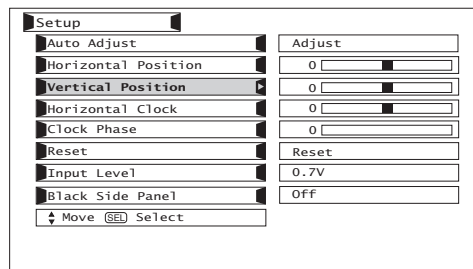 Setup
Auto Adjust Adjust
Horizontal Position 0
Vertical Position 0
Horizontal Clock 0
Clock Phase 0
Reset Reset
Input Level 0.7V
Black Side Panel Off
Move SEL Select